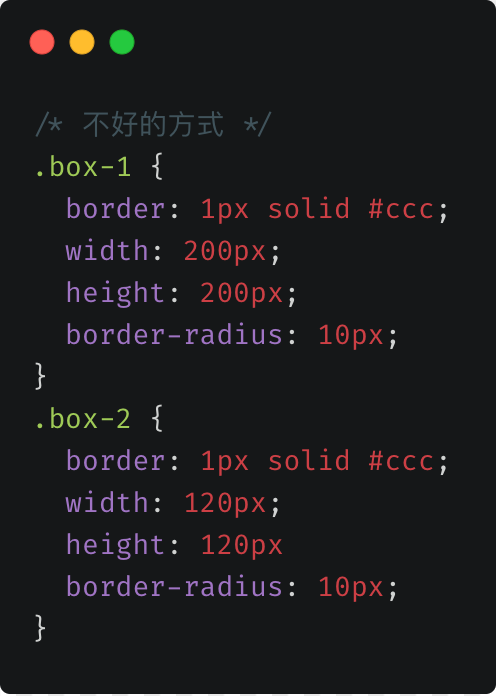 /* 不好的方式 */
.box-1 {
  border: 1px solid #ccc;
  width: 200px;
  height: 200px;
  border-radius: 10px;
}
.box-2 {
  border: 1px solid #ccc;
  width: 120px;
  height: 120px
  border-radius: 10px;
}